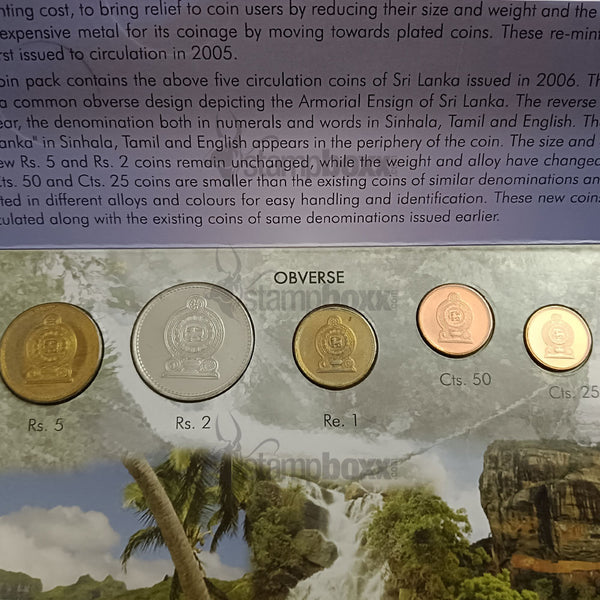 nting cost, to bring relief to coin users by reducing their size and weight and the
expensive metal for its coinage by moving towards plated coins. These re-mint
rst issued to circulation in 2005.
oin pack contains the above five circulation coins of Sri Lanka issued in 2006. Th
a common obverse design depicting the Armorial Ensign of Sri Lanka. The reverse
ear, the denomination both in numerals and words in Sinhala, Tamil and English. Th
anka" in Sinhala, Tamil and English appears in the periphery of the coin. The size and
ew Rs. 5 and Rs. 2 coins remain unchanged, while the weight and alloy have changed
Cts. 50 and Cts. 25 coins are smaller than the existing coins of similar denominations an
ted in different alloys and colours for easy handling and identification. These new coins
culated along with the existing coins of same denominations issued earlier.
stampboxx.com
OBVERSE
stampboxx.com
Rs. 5
Rs. 2
Re. 1
Cts. 50
Cts. 25
stampboxx.com